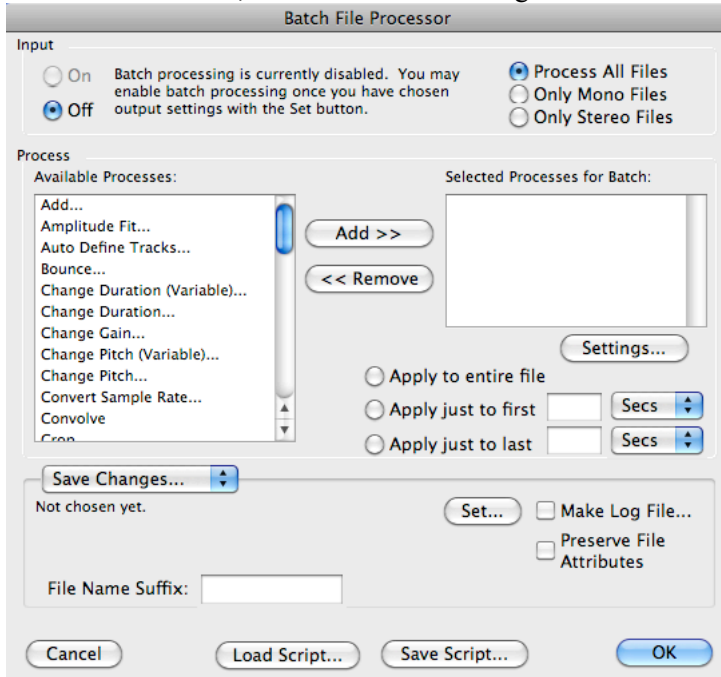 Batch File Processor
Input
On
Off
Batch processing is currently disabled. You may
enable batch processing once you have chosen
output settings with the Set button.
Process All Files
Only Mono Files
Only Stereo Files
Process
Available Processes:
Add...
Amplitude Fit...
Auto Define Tracks...
Bounce...
Change Duration (Variable)...
Change Duration...
Change Gain...
Change Pitch (Variable)...
Change Pitch...
Convert Sample Rate...
Convolve
Crop
Add >>
<< Remove
Selected Processes for Batch:
Settings...
Apply to entire file
Apply just to first
Secs
Apply just to last
Secs
Save Changes...
Not chosen yet.
Set...
Make Log File...
Preserve File
Attributes
File Name Suffix:
Cancel
Load Script...
Save Script...
OK